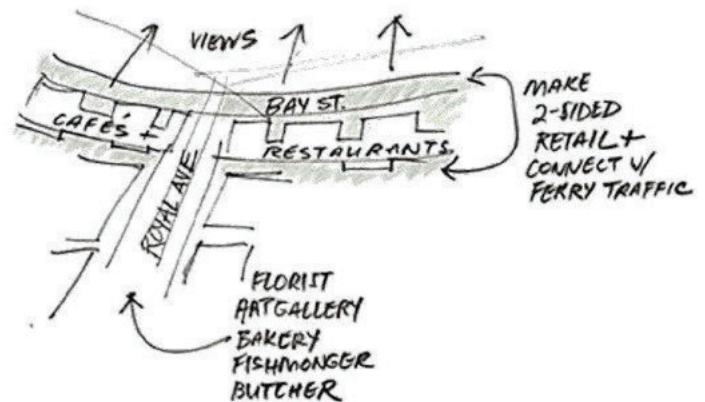 VIEWS
BAY ST.
CAFÉS +
RESTAURANTS.
ROYAL AVE
MAKE
2-SIDED
RETAIL +
CONNECT W/
FERRY TRAFFIC
FLORIST
ART GALLERY
BAKERY
FISHMONGER
BUTCHER